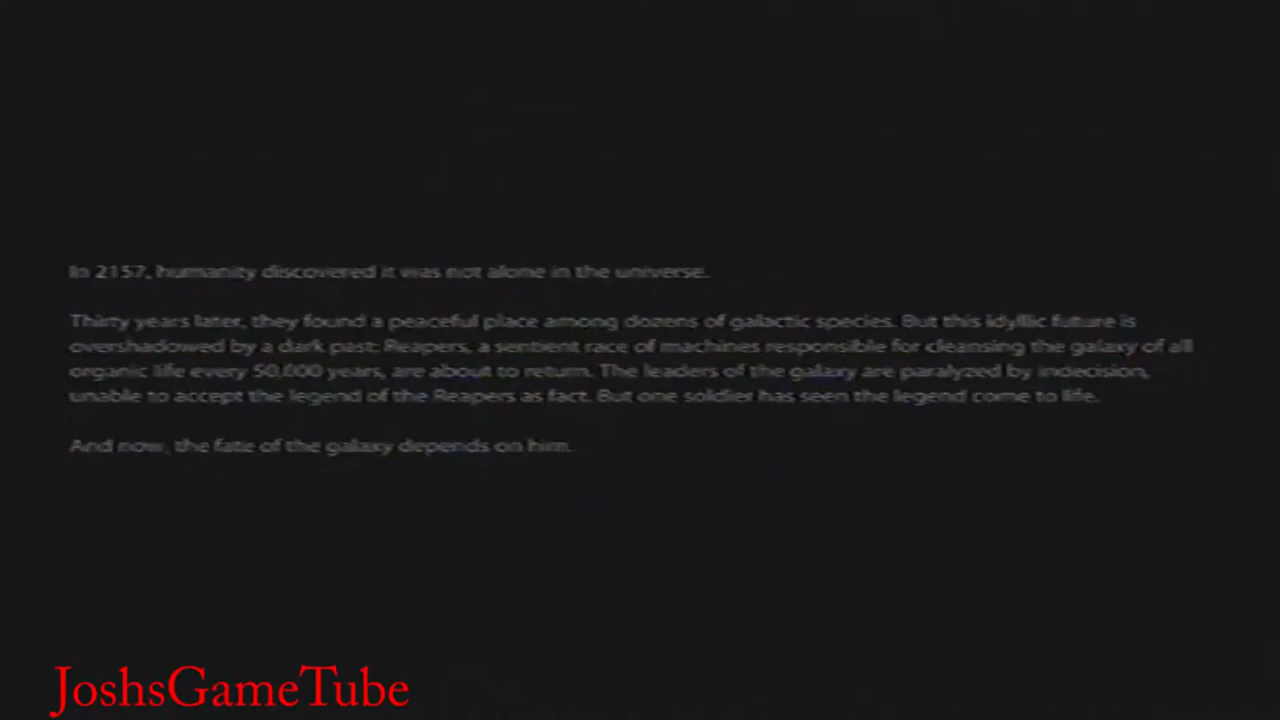 In 2157, humanity discovered it was not alone in the universe.
Thirty years later, they found a peaceful place among dozens of galactic species. But this idyllic future is
overshadowed by a dark past: Reapers, a sentient race of machines responsible for cleansing the galaxy of all
organic life every 50,000 years, are about to return. The leaders of the galaxy are paralyzed by indecision,
unable to accept the legend of the Reapers as fact. But one soldier has seen the legend come to life.
And now, the fate of the galaxy depends on him.
JoshsGameTube